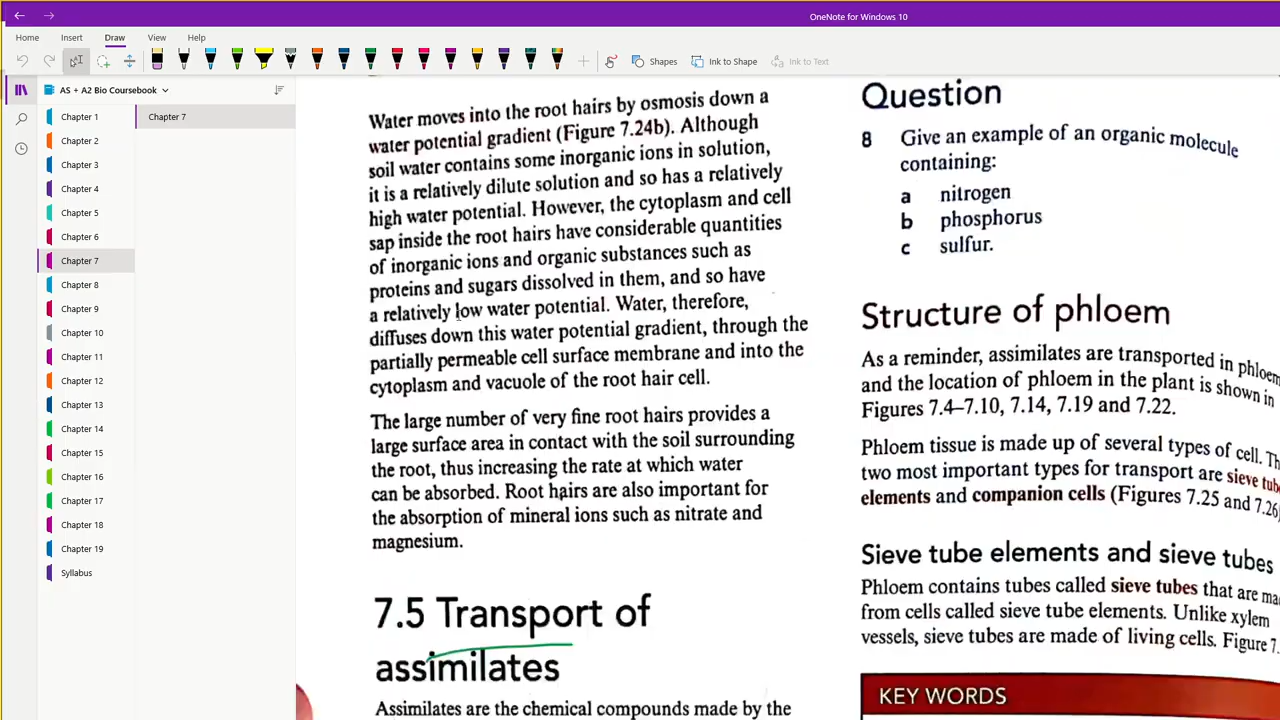 OneNote for Windows 10
Home
Insert
Draw
View
Help
Shapes
Ink to Shape
Ink to Text
AS + A2 Bio Coursebook
Chapter 1
Chapter 2
Chapter 3
Chapter 4
Chapter 5
Chapter 6
Chapter 7
Chapter 8
Chapter 9
Chapter 10
Chapter 11
Chapter 12
Chapter 13
Chapter 14
Chapter 15
Chapter 16
Chapter 17
Chapter 18
Chapter 19
Syllabus
Chapter 7
Water moves into the root hairs by osmosis down a
water potential gradient (Figure 7.24b). Although
soil water contains some inorganic ions in solution,
it is a relatively dilute solution and so has a relatively
high water potential. However, the cytoplasm and cell
sap inside the root hairs have considerable quantities
of inorganic ions and organic substances such as
proteins and sugars dissolved in them, and so have
a relatively low water potential. Water, therefore,
diffuses down this water potential gradient, through the
partially permeable cell surface membrane and into the
cytoplasm and vacuole of the root hair cell.
The large number of very fine root hairs provides a
large surface area in contact with the soil surrounding
the root, thus increasing the rate at which water
can be absorbed. Root hairs are also important for
the absorption of mineral ions such as nitrate and
magnesium.
7.5 Transport of
assimilates
Assimilates are the chemical compounds made by the
Question
8 Give an example of an organic molecule
containing:
a nitrogen
b phosphorus
c sulfur.
Structure of phloem
As a reminder, assimilates are transported in phloem
and the location of phloem in the plant is shown in
Figures 7.4–7.10, 7.14, 7.19 and 7.22.
Phloem tissue is made up of several types of cell. Th
two most important types for transport are sieve tub
elements and companion cells (Figures 7.25 and 7.26
Sieve tube elements and sieve tubes
Phloem contains tubes called sieve tubes that are ma
from cells called sieve tube elements. Unlike xylem
vessels, sieve tubes are made of living cells. Figure 7.
KEY WORDS